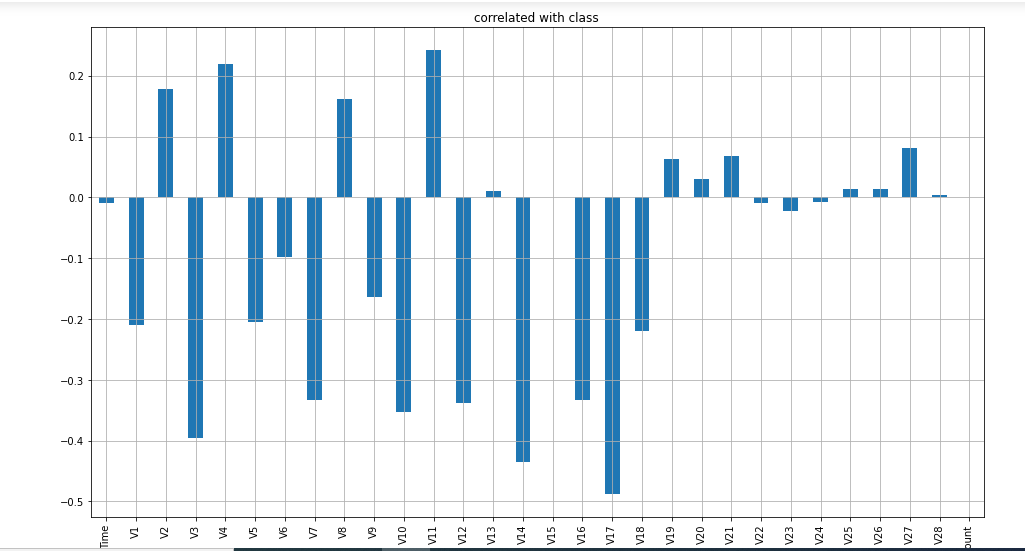 correlated with class
0.2
0.1
0.0
−0.1
−0.2
−0.3
−0.4
−0.5
Time
V1
V2
V3
V4
V5
V6
V7
V8
V9
V10
V11
V12
V13
V14
V15
V16
V17
V18
V19
V20
V21
V22
V23
V24
V25
V26
V27
V28
ount